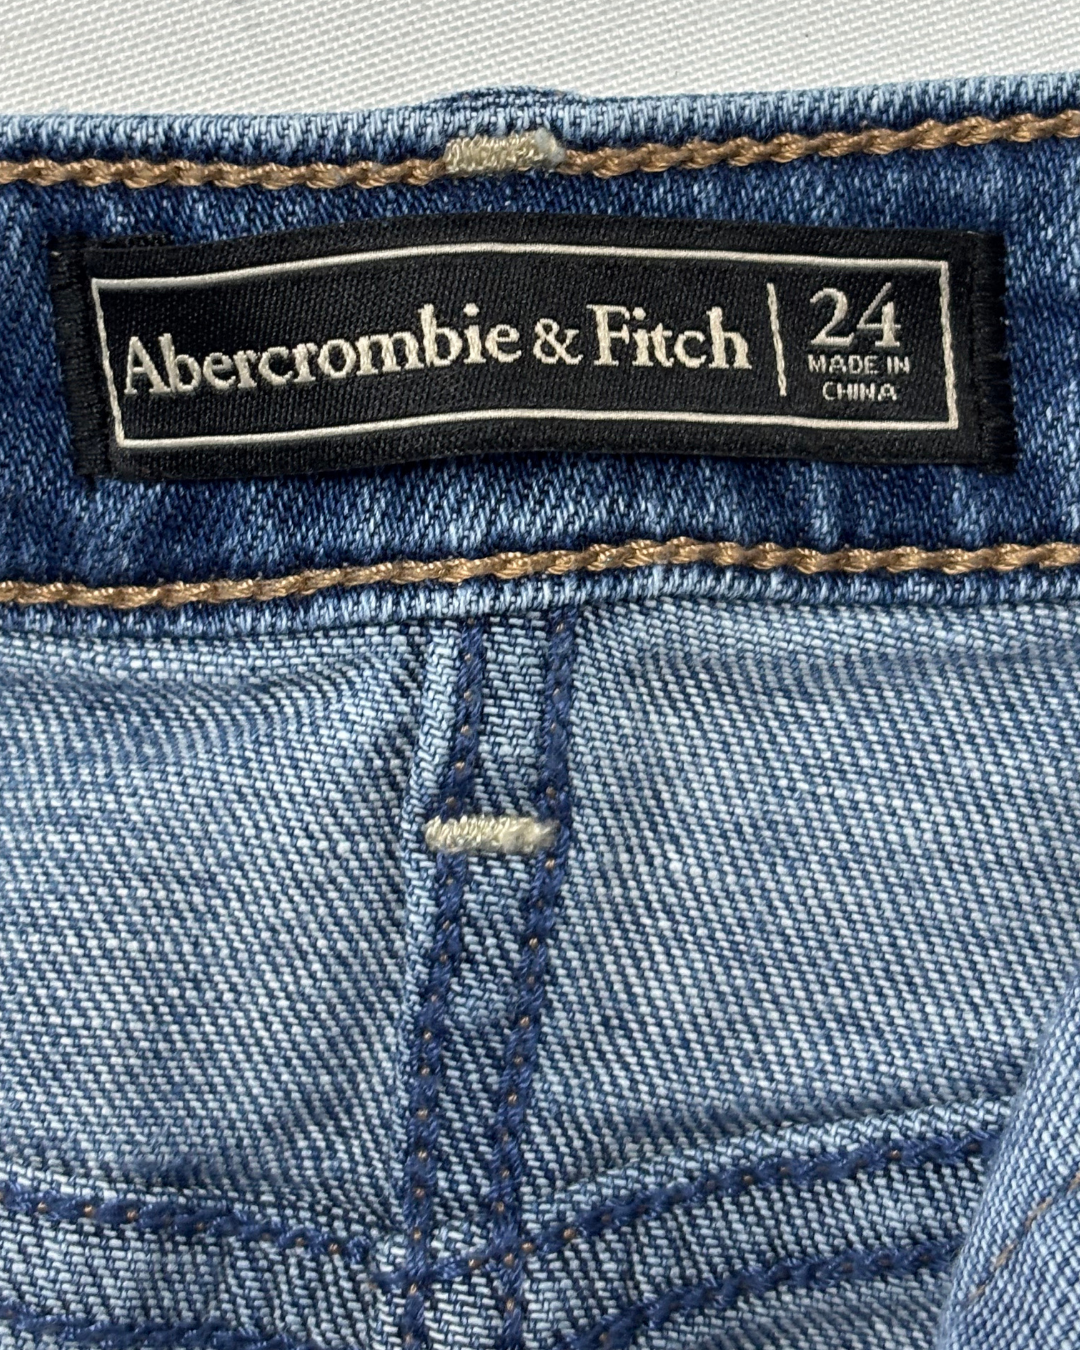 Abercrombie & Fitch
24
MADE IN
CHINA